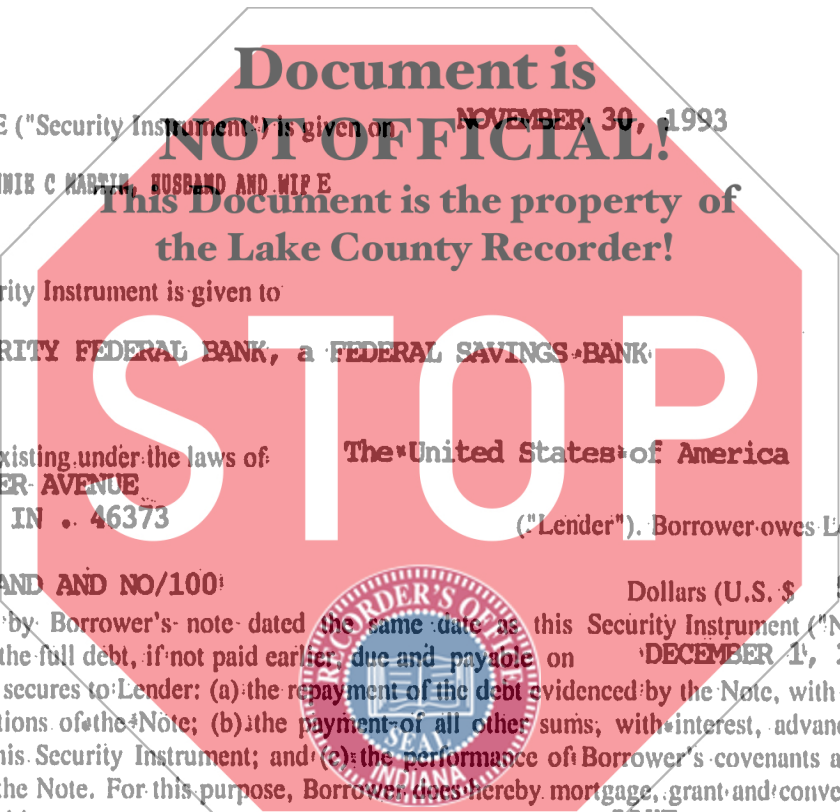 Document is
E ("Security Instrument") is given on NOVEMBER 30, 1993
NOT OFFICIAL!
NNIE C MARTIN, HUSBAND AND WIFE
This Document is the property of
the Lake County Recorder!
rity Instrument is given to
RITY FEDERAL BANK, a FEDERAL SAVINGS BANK
STOP
xisting under the laws of The United States of America
ER AVENUE
IN . 46373
("Lender"). Borrower owes L
AND AND NO/100
Dollars (U.S. $
by Borrower's note dated the same date as this Security Instrument ("N
the full debt, if not paid earlier, due and payable on DECEMBER 1,
secures to Lender: (a) the repayment of the debt evidenced by the Note, with
tions of the Note; (b) the payment of all other sums, with interest, advan
his Security Instrument; and (c) the performance of Borrower's covenants a
the Note. For this purpose, Borrower does hereby mortgage, grant and conve
RECORDER'S OFFICE
SEAL
INDIANA